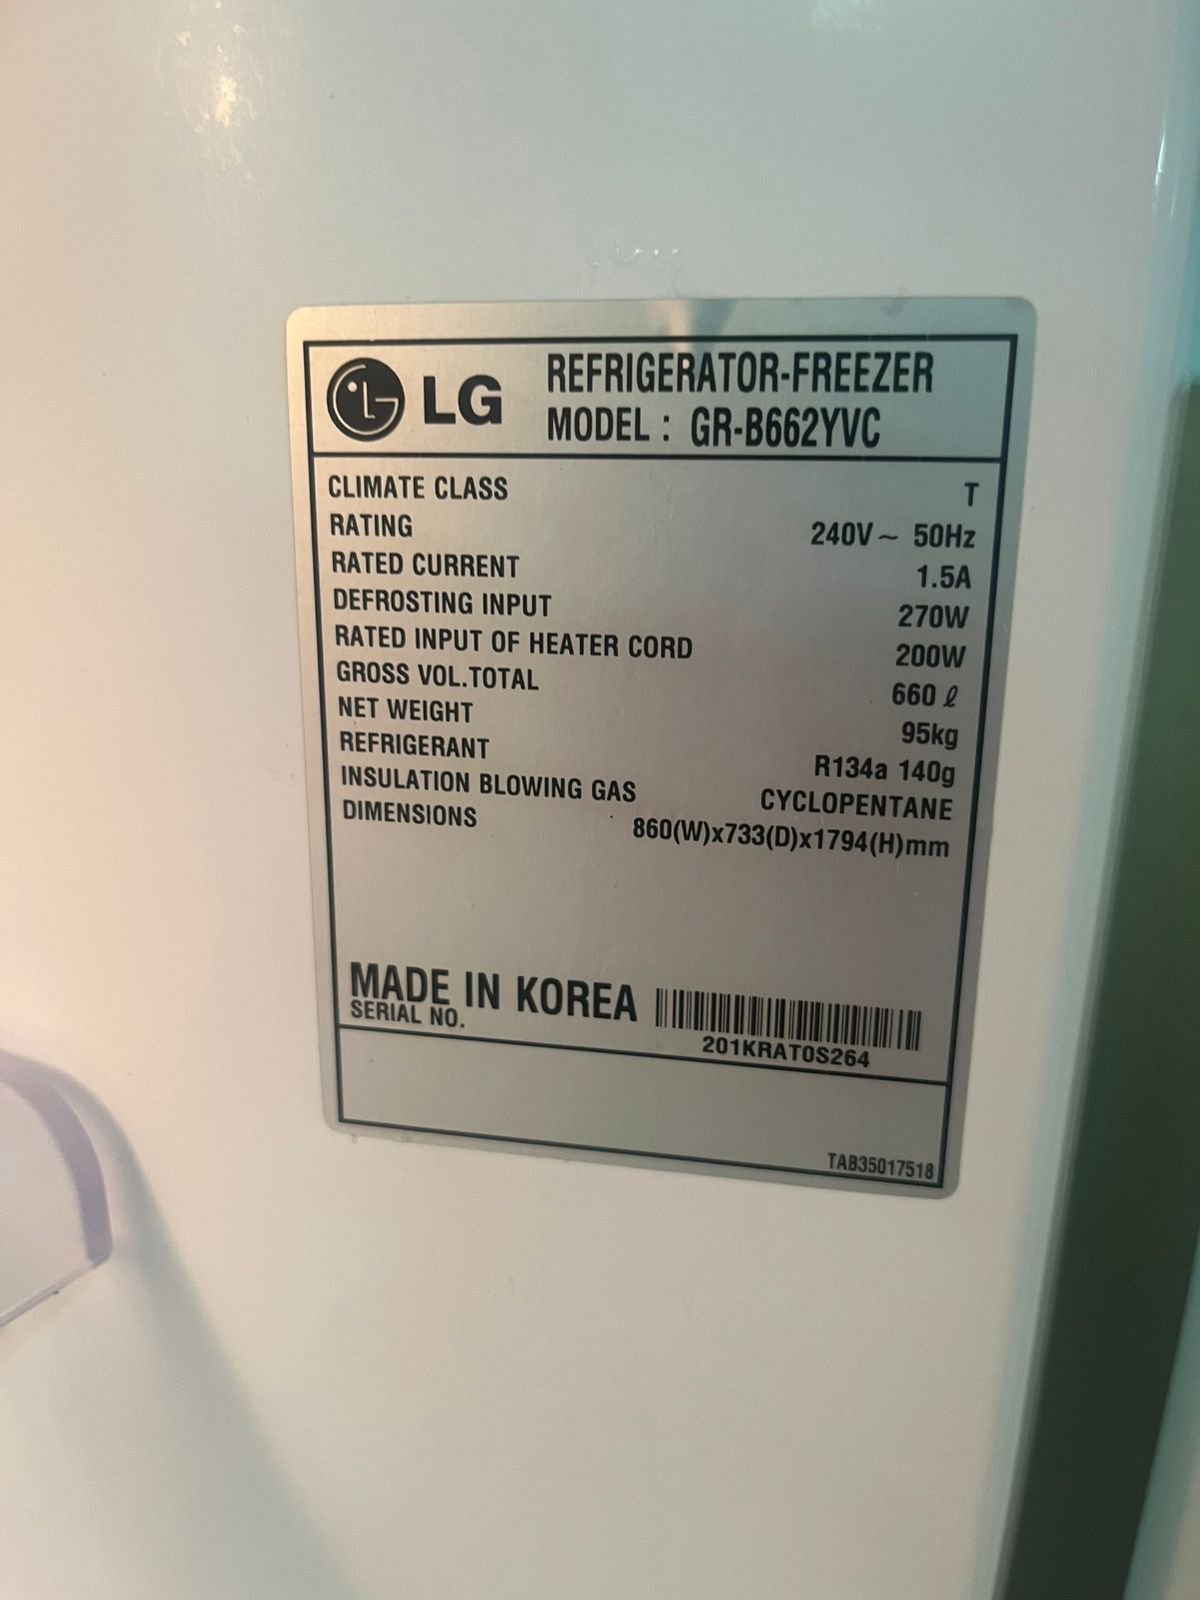 LG REFRIGERATOR-FREEZER
MODEL : GR-B662YVC
CLIMATE CLASS T
RATING 240V~ 50Hz
RATED CURRENT 1.5A
DEFROSTING INPUT 270W
RATED INPUT OF HEATER CORD 200W
GROSS VOL.TOTAL 660 ℓ
NET WEIGHT 95kg
REFRIGERANT R134a 140g
INSULATION BLOWING GAS CYCLOPENTANE
DIMENSIONS 860(W)x733(D)x1794(H)mm
MADE IN KOREA
SERIAL NO. 201KRAT0S264
TAB35017518